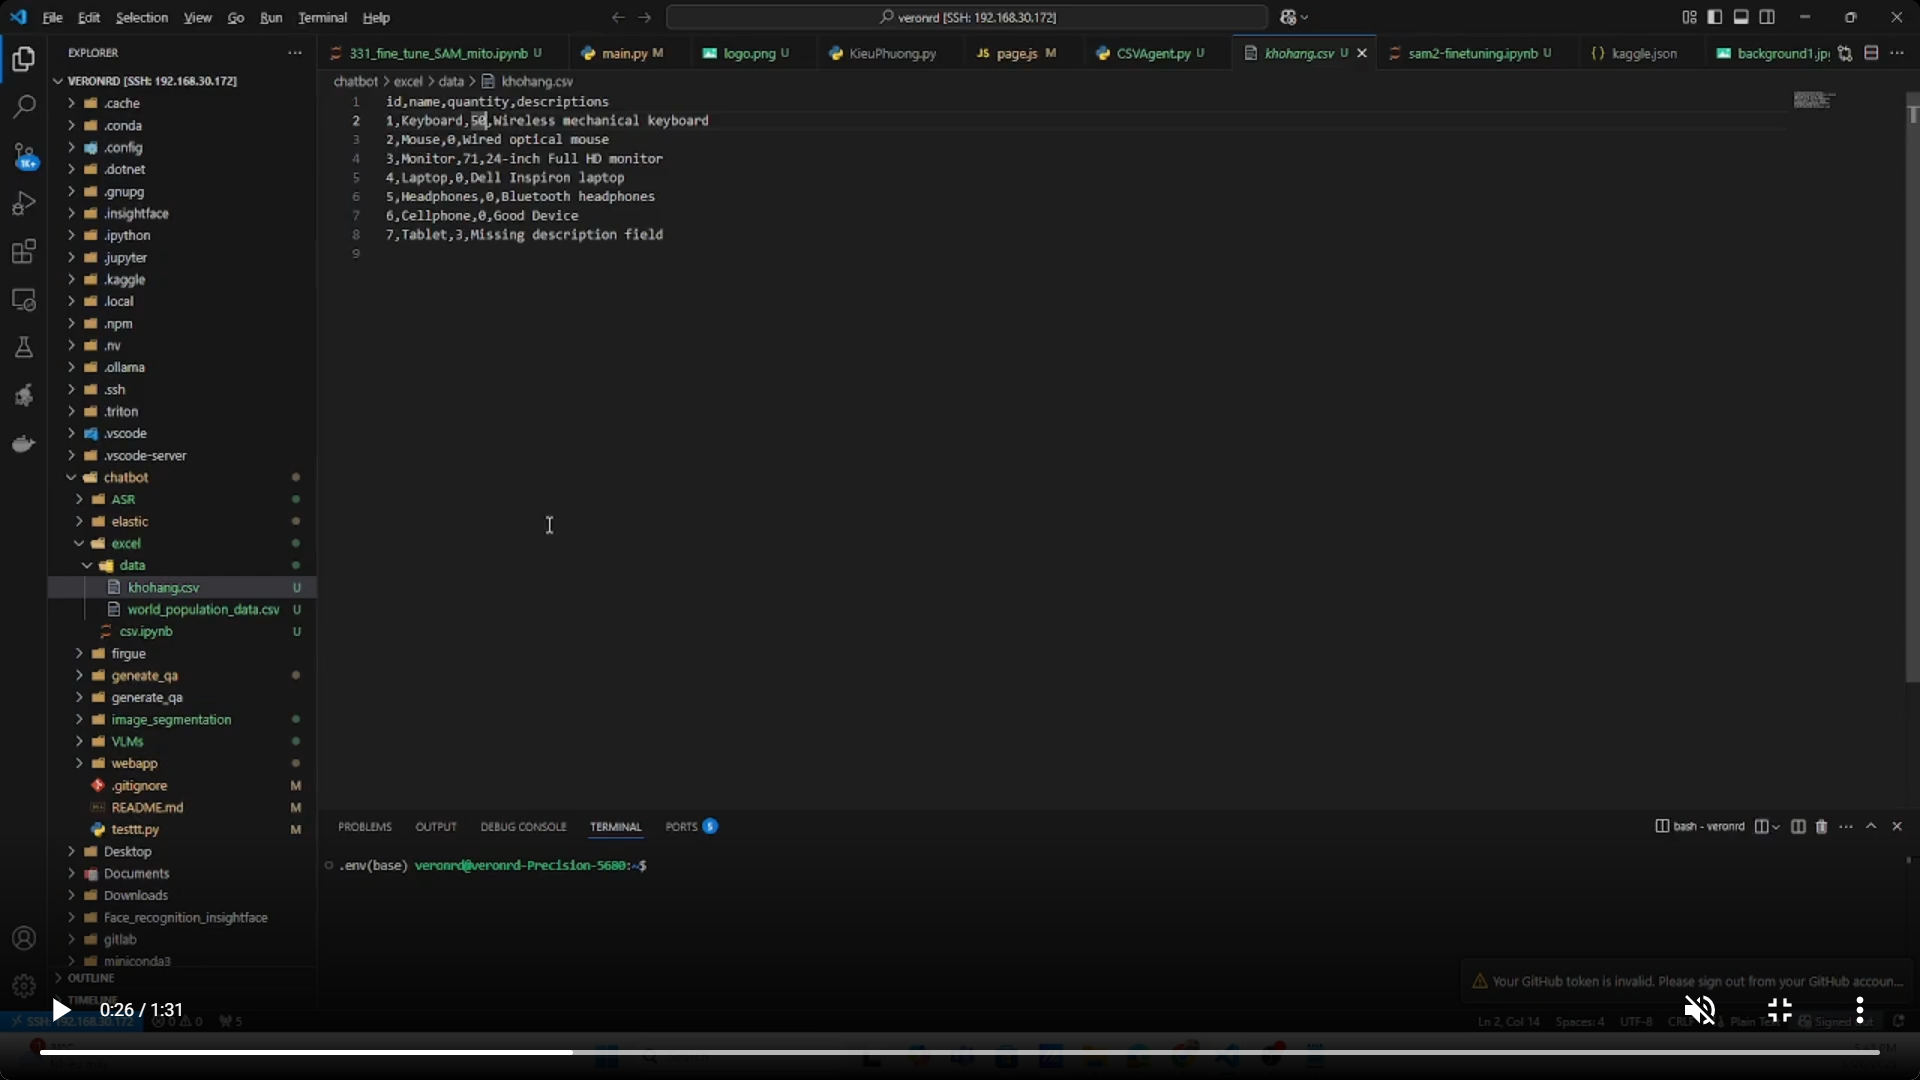 File Edit Selection View Go Run Terminal Help
veronrd [SSH: 192.168.30.172]
EXPLORER
331_fine_tune_SAM_mito.ipynb U
main.py M
logo.png U
KieuPhuong.py
JS page.js M
CSVAgent.py U
khohang.csv U
sam2-finetuning.ipynb U
{} kaggle.json
background1.jp
VERONRD [SSH: 192.168.30.172]
chatbot > excel > data > khohang.csv
1 id,name,quantity,descriptions
2 1,Keyboard,50,Wireless mechanical keyboard
3 2,Mouse,0,Wired optical mouse
4 3,Monitor,71,24-inch Full HD monitor
5 4,Laptop,0,Dell Inspiron laptop
6 5,Headphones,0,Bluetooth headphones
7 6,Cellphone,0,Good Device
8 7,Tablet,3,Missing description field
9
.cache
.conda
.config
1K+
.dotnet
.gnupg
.insightface
.ipython
.jupyter
.kaggle
.local
.npm
.nv
.ollama
.ssh
.triton
.vscode
.vscode-server
chatbot
ASR
elastic
excel
data
khohang.csv U
world_population_data.csv U
csv.ipynb U
firgue
geneate_qa
generate_qa
image_segmentation
VLMs
webapp
.gitignore M
README.md M
testtt.py M
Desktop
Documents
Downloads
Face_recognition_insightface
gitlab
miniconda3
OUTLINE
TIMELINE
PROBLEMS OUTPUT DEBUG CONSOLE TERMINAL PORTS 5
bash - veronrd
.env(base) veronrd@veronrd-Precision-5680:~$
Your GitHub token is invalid. Please sign out from your GitHub accoun...
0:26 / 1:31
SSH: 192.168.30.172 0 0 5
Ln 2, Col 14 Spaces: 4 UTF-8 CRLF Plain Text Signed out